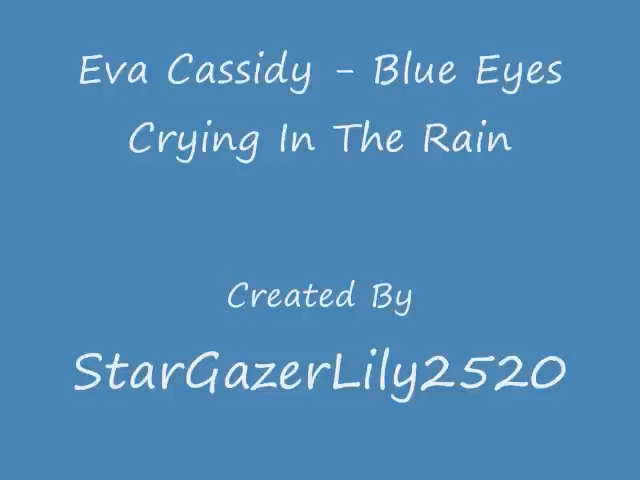 Eva Cassidy - Blue Eyes
Crying In The Rain
Created By
StarGazerLily2520